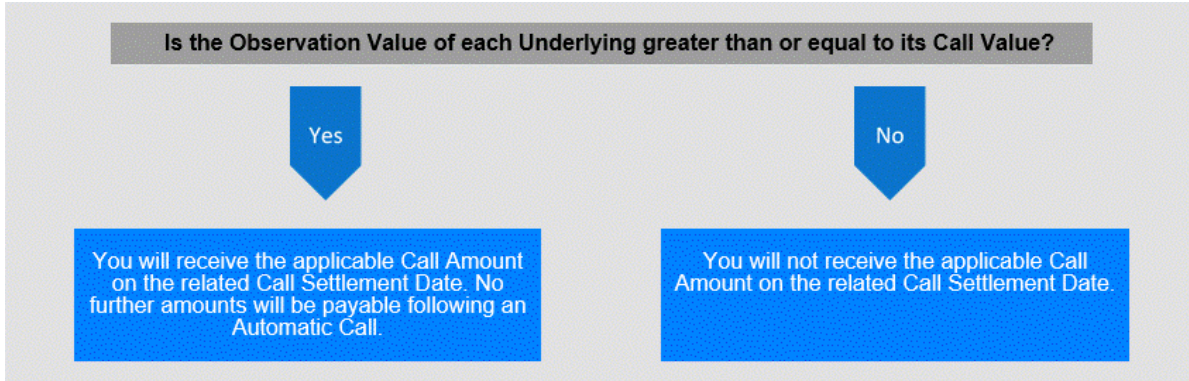 Is the Observation Value of each Underlying greater than or equal to its Call Value?
Yes
No
You will receive the applicable Call Amount
on the related Call Settlement Date. No
further amounts will be payable following an
Automatic Call.
You will not receive the applicable Call
Amount on the related Call Settlement Date.